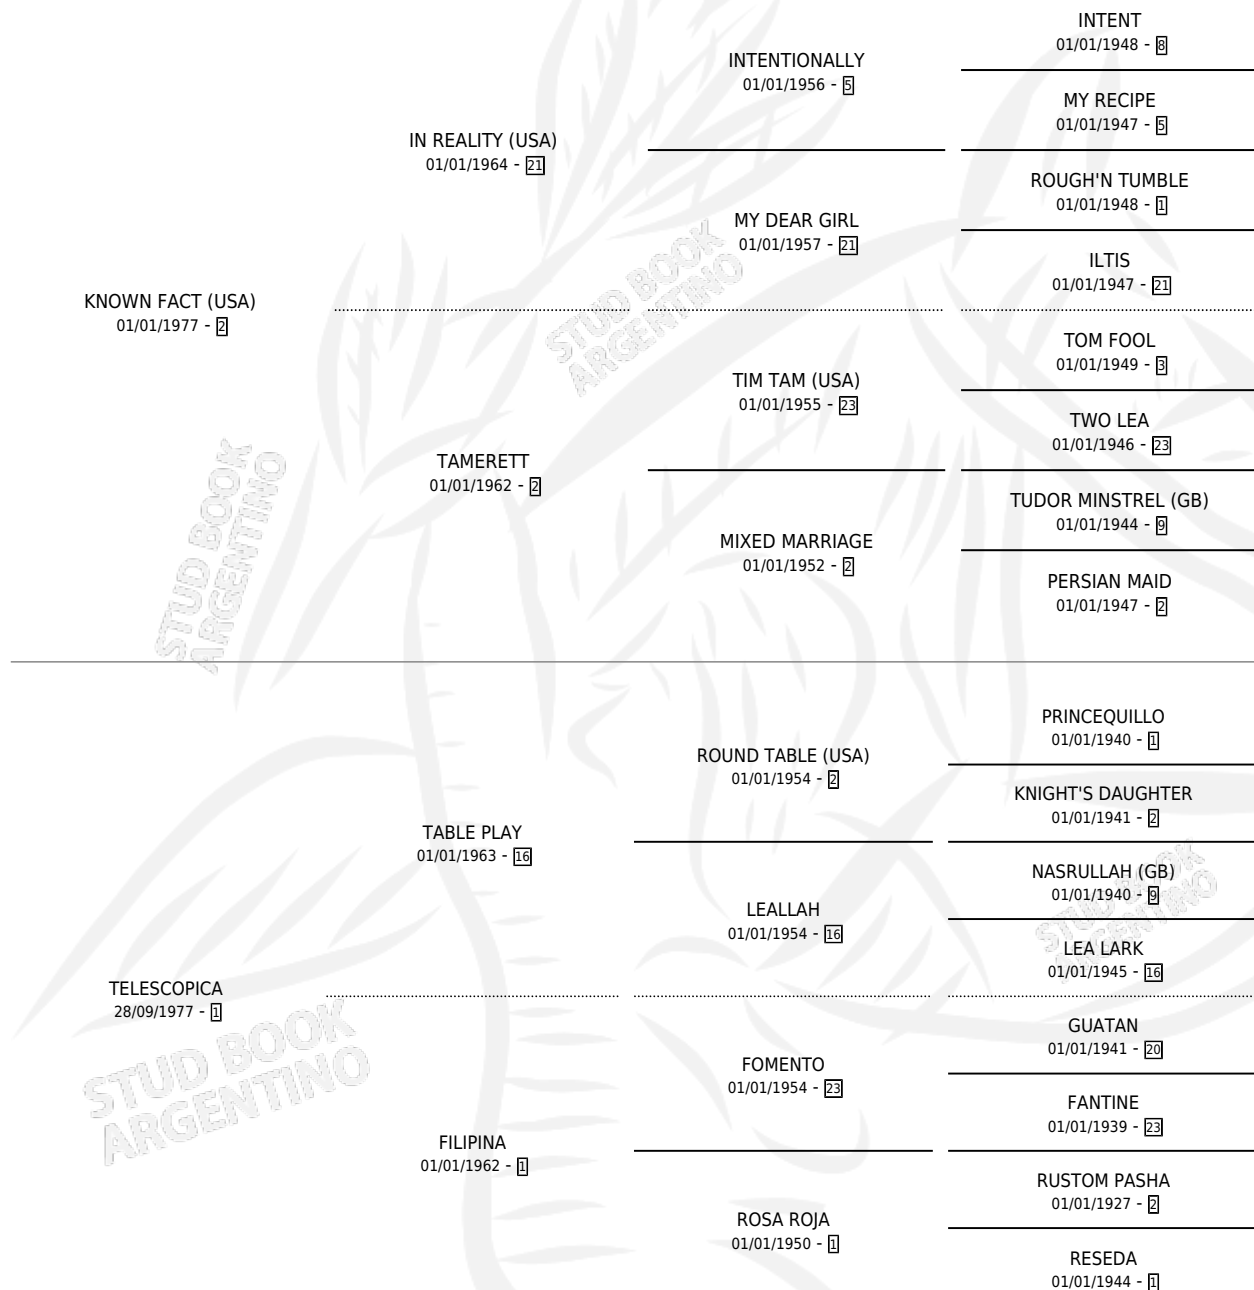 INTENT
01/01/1948 - 8
INTENTIONALLY
01/01/1956 - 5
MY RECIPE
01/01/1947 - 5
IN REALITY (USA)
01/01/1964 - 21
ROUGH'N TUMBLE
01/01/1948 - 1
MY DEAR GIRL
01/01/1957 - 21
ILTIS
01/01/1947 - 21
KNOWN FACT (USA)
01/01/1977 - 2
STUD BOOK
ARGENTINO
TOM FOOL
01/01/1949 - 3
TIM TAM (USA)
01/01/1955 - 23
TWO LEA
01/01/1946 - 23
TAMERETT
01/01/1962 - 2
TUDOR MINSTREL (GB)
01/01/1944 - 9
MIXED MARRIAGE
01/01/1952 - 2
PERSIAN MAID
01/01/1947 - 2
STUD BOOK
ARGENTINO
PRINCEQUILLO
01/01/1940 - 1
ROUND TABLE (USA)
01/01/1954 - 2
KNIGHT'S DAUGHTER
01/01/1941 - 2
TABLE PLAY
01/01/1963 - 16
NASRULLAH (GB)
01/01/1940 - 9
LEALLAH
01/01/1954 - 16
STUD BOOK
ARGENTINO
LEA LARK
01/01/1945 - 16
TELESCOPICA
28/09/1977 - 1
GUATAN
01/01/1941 - 20
FOMENTO
01/01/1954 - 23
FANTINE
01/01/1939 - 23
STUD BOOK
ARGENTINO
FILIPINA
01/01/1962 - 1
RUSTOM PASHA
01/01/1927 - 2
ROSA ROJA
01/01/1950 - 1
RESEDA
01/01/1944 - 1